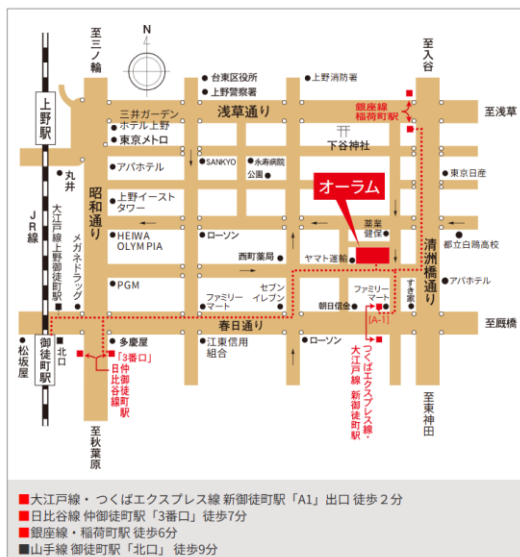 至三ノ輪
N
至入谷
台東区役所
上野警察署
上野消防署
銀座線
稲荷町駅
三井ガーデン
ホテル上野
浅草通り
至浅草
上野駅
東京メトロ
下谷神社
丸井
アパホテル
SANKYO
永寿病院
公園
東京日産
オーラム
昭和通り
上野イースト
タワー
JR線
大江戸線上野御徒町駅
メガネドラッグ
HEIWA
OLYMPIA
ローソン
薬業
健保
清洲橋通り
都立白鴎高校
西町薬局
ヤマト運輸
PGM
ファミリー
マート
セブン
イレブン
朝日信金
ファミリー
マート
すき家
アパホテル
[A-1]
春日通り
至厩橋
松坂屋
御徒町駅
北口
多慶屋
「3番口」
仲御徒町駅
日比谷線
江東信用
組合
ローソン
つくばエクスプレス線・
大江戸線 新御徒町駅
至秋葉原
至東神田
■大江戸線・ つくばエクスプレス線 新御徒町駅「A1」出口 徒歩２分
■日比谷線 仲御徒町駅「3番口」徒歩7分
■銀座線・稲荷町駅 徒歩6分
■山手線 御徒町駅「北口」 徒歩9分